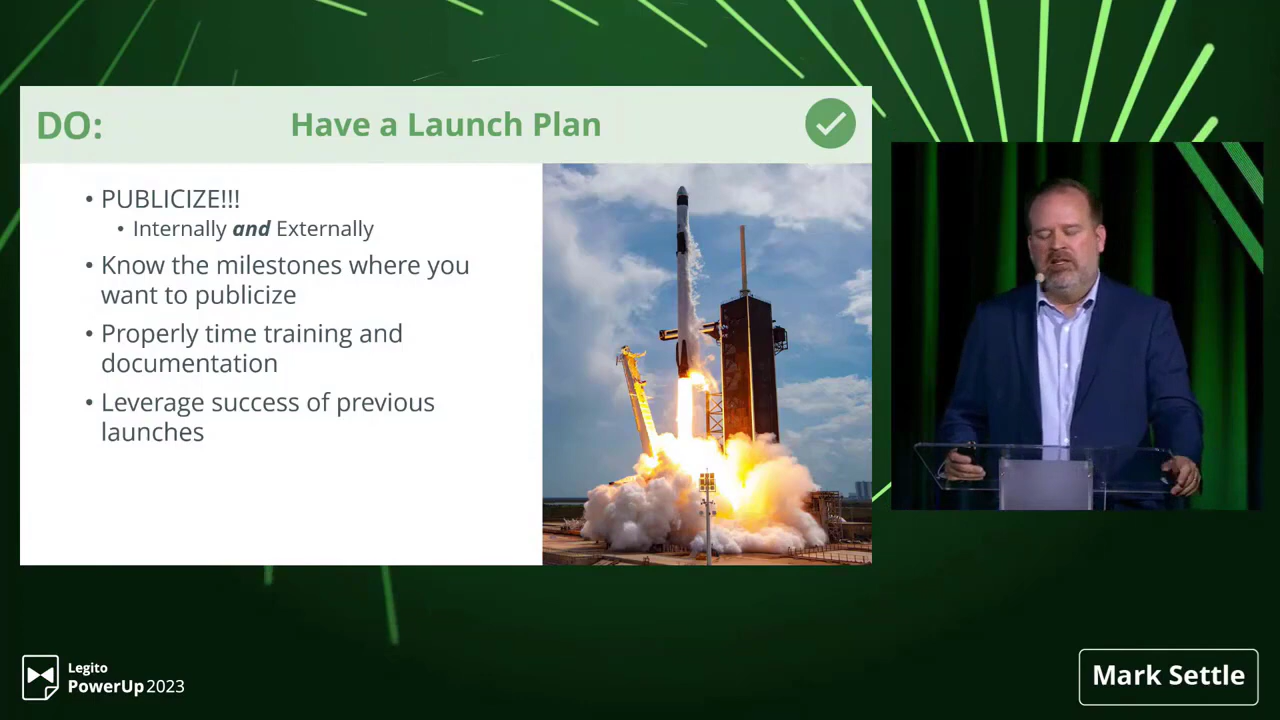 DO:
Have a Launch Plan
• PUBLICIZE!!!
• Internally and Externally
• Know the milestones where you
want to publicize
• Properly time training and
documentation
• Leverage success of previous
launches
Legito
PowerUp 2023
Mark Settle